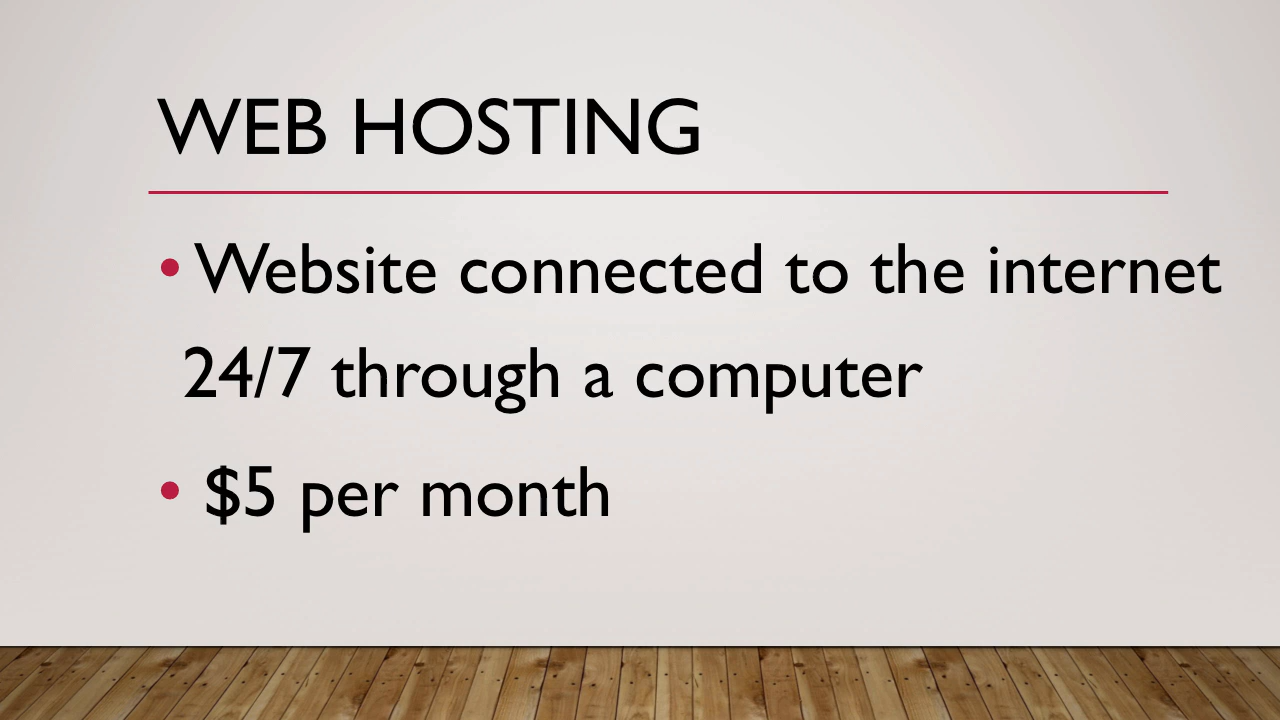 WEB HOSTING
• Website connected to the internet
24/7 through a computer
• $5 per month